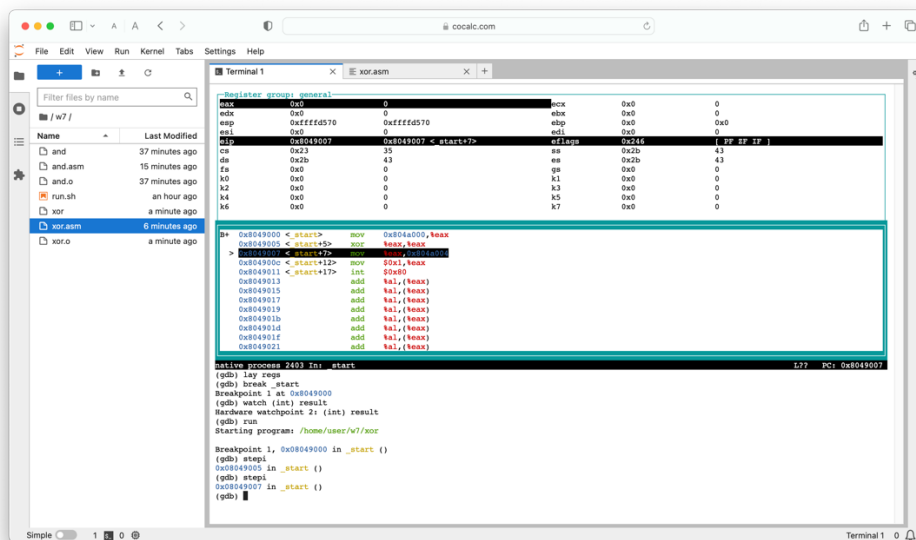 A A
cocalc.com
File Edit View Run Kernel Tabs Settings Help
+
Terminal 1 × xor.asm × +
Filter files by name
/ w7 /
Name Last Modified
and 37 minutes ago
and.asm 15 minutes ago
and.o 37 minutes ago
run.sh an hour ago
xor a minute ago
xor.asm 6 minutes ago
xor.o a minute ago
Register group: general
eax 0x0 0 ecx 0x0 0
edx 0x0 0 ebx 0x0 0
esp 0xffffd570 0xffffd570 ebp 0x0 0x0
esi 0x0 0 edi 0x0 0
eip 0x8049007 0x8049007 <_start+7> eflags 0x246 [ PF ZF IF ]
cs 0x23 35 ss 0x2b 43
ds 0x2b 43 es 0x2b 43
fs 0x0 0 gs 0x0 0
k0 0x0 0 k1 0x0 0
k2 0x0 0 k3 0x0 0
k4 0x0 0 k5 0x0 0
k6 0x0 0 k7 0x0 0
B+ 0x8049000 <_start> mov 0x804a000,%eax
0x8049005 <_start+5> xor %eax,%eax
> 0x8049007 <_start+7> mov %eax,0x804a004
0x804900c <_start+12> mov $0x1,%eax
0x8049011 <_start+17> int $0x80
0x8049013 add %al,(%eax)
0x8049015 add %al,(%eax)
0x8049017 add %al,(%eax)
0x8049019 add %al,(%eax)
0x804901b add %al,(%eax)
0x804901d add %al,(%eax)
0x804901f add %al,(%eax)
0x8049021 add %al,(%eax)
native process 2403 In: _start L?? PC: 0x8049007
(gdb) lay regs
(gdb) break _start
Breakpoint 1 at 0x8049000
(gdb) watch (int) result
Hardware watchpoint 2: (int) result
(gdb) run
Starting program: /home/user/w7/xor
Breakpoint 1, 0x08049000 in _start ()
(gdb) stepi
0x08049005 in _start ()
(gdb) stepi
0x08049007 in _start ()
(gdb)
Simple 1 0 Terminal 1 0